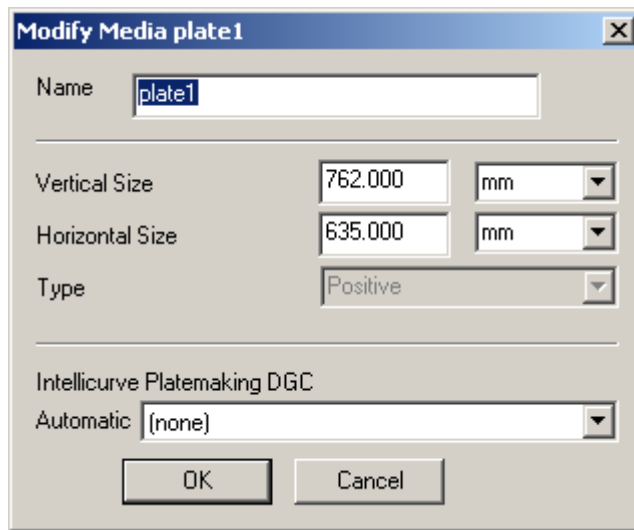 Modify Media plate1
Name plate1
Vertical Size 762.000 mm
Horizontal Size 635.000 mm
Type Positive
Intellicurve Platemaking DGC
Automatic (none)
OK Cancel